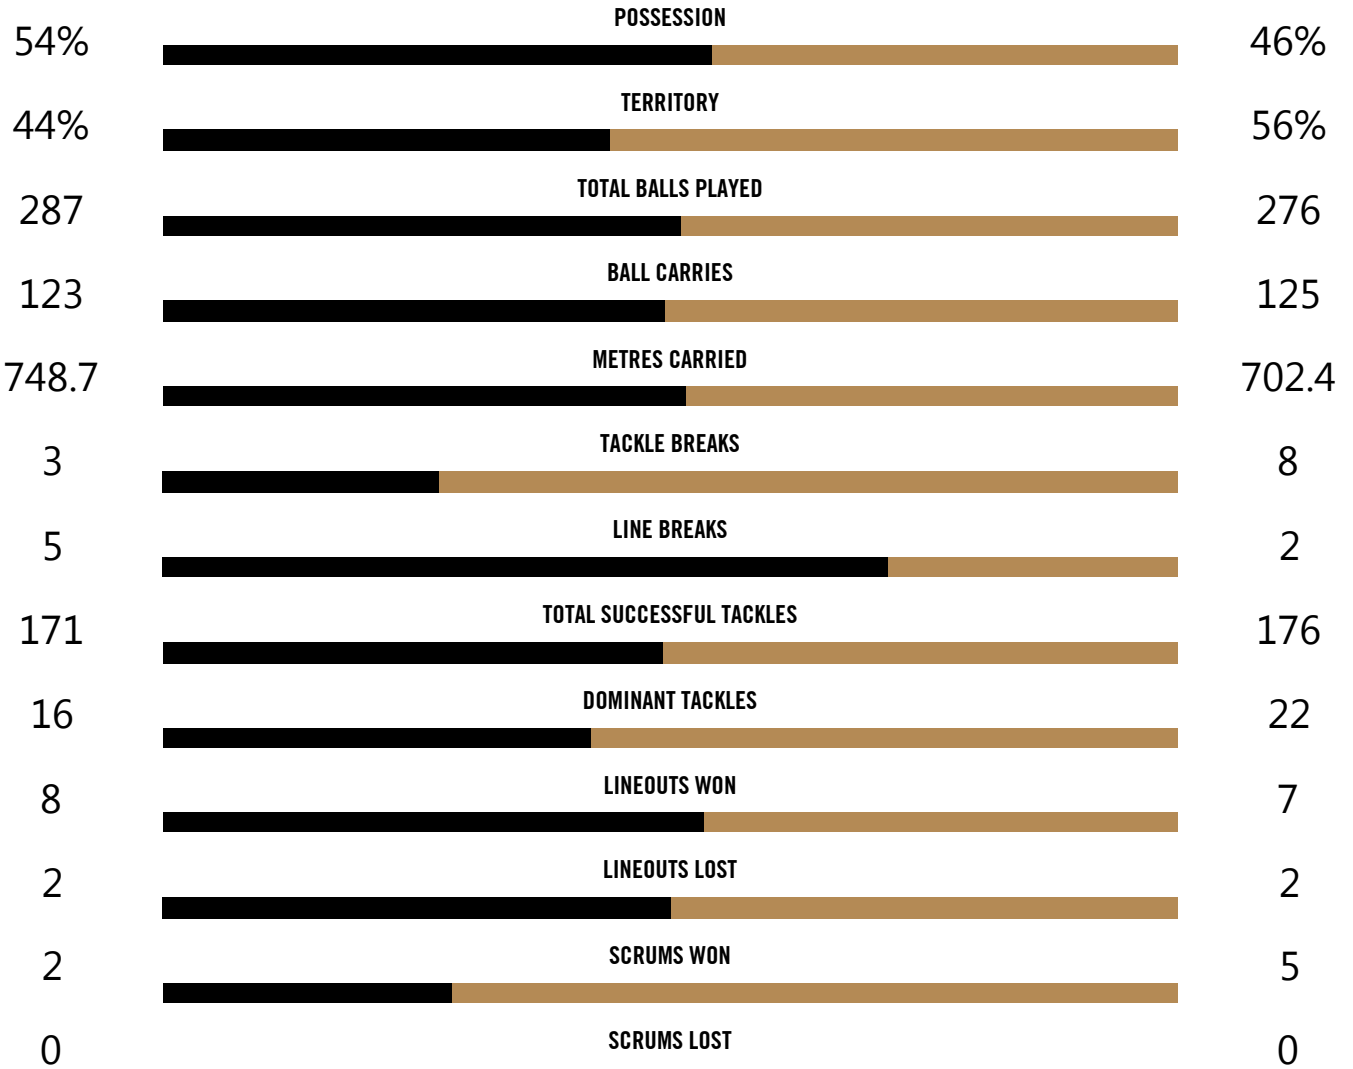 POSSESSION
54% 46%
TERRITORY
44% 56%
TOTAL BALLS PLAYED
287 276
BALL CARRIES
123 125
METRES CARRIED
748.7 702.4
TACKLE BREAKS
3 8
LINE BREAKS
5 2
TOTAL SUCCESSFUL TACKLES
171 176
DOMINANT TACKLES
16 22
LINEOUTS WON
8 7
LINEOUTS LOST
2 2
SCRUMS WON
2 5
SCRUMS LOST
0 0